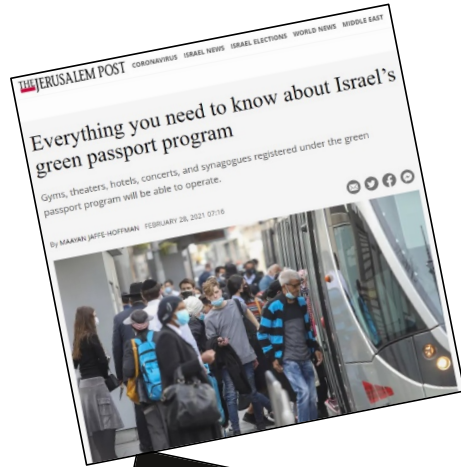 THE JERUSALEM POST CORONAVIRUS ISRAEL NEWS ISRAEL ELECTIONS WORLD NEWS MIDDLE EAST
Everything you need to know about Israel's
green passport program
Gyms, theaters, hotels, concerts, and synagogues registered under the green
passport program will be able to operate.
By MAAYAN JAFFE-HOFFMAN FEBRUARY 28, 2021 07:16